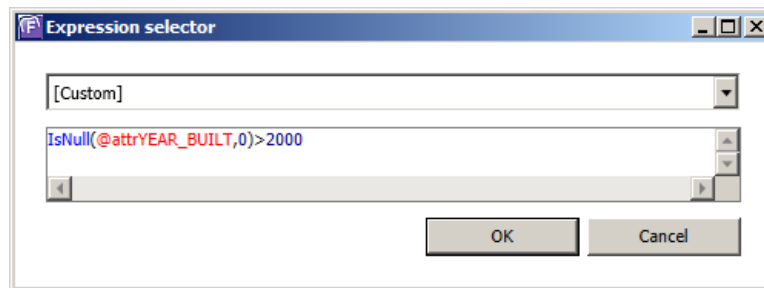 Expression selector
[Custom]
IsNull(@attrYEAR_BUILT,0)>2000
OK
Cancel